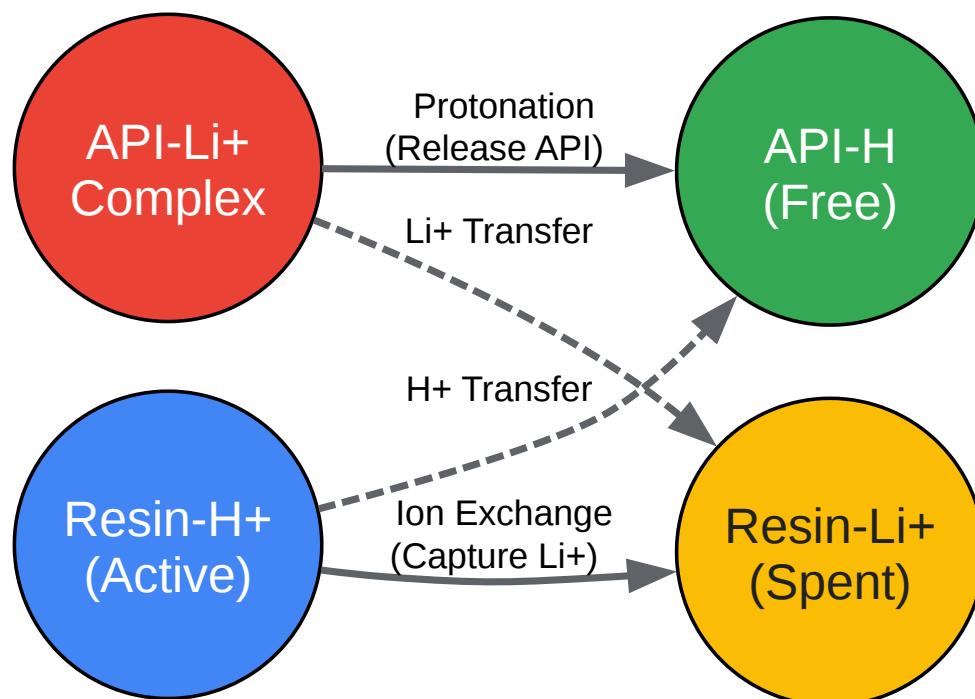 API-Li+
Complex
Protonation
(Release API)
API-H
(Free)
Li+ Transfer
H+ Transfer
Resin-H+
(Active)
Ion Exchange
(Capture Li+)
Resin-Li+
(Spent)